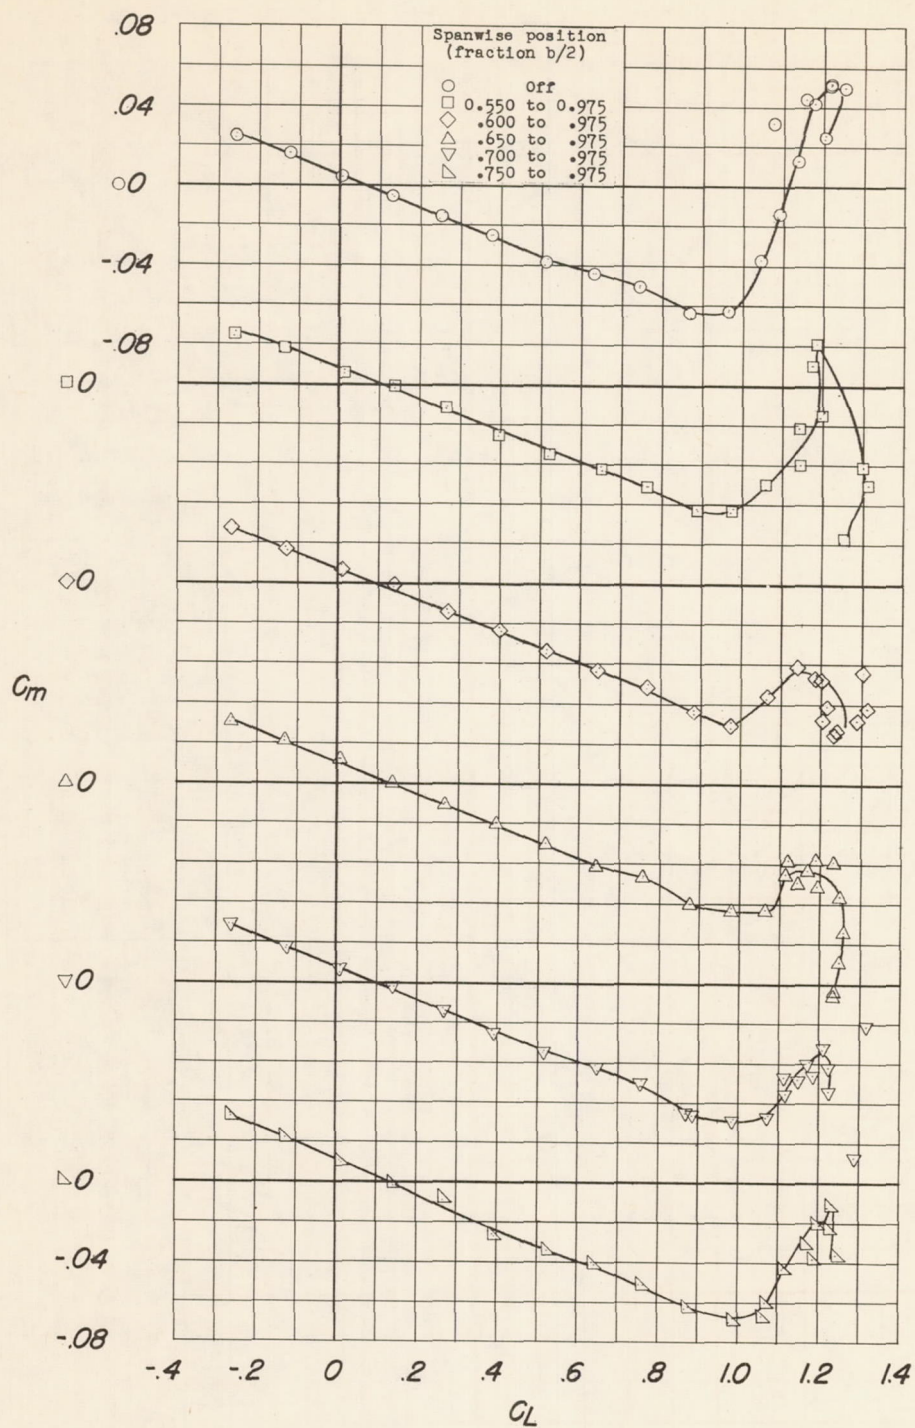 .08
Spanwise position
(fraction b/2)
○ Off
□ 0.550 to 0.975
◇ .600 to .975
△ .650 to .975
▽ .700 to .975
◺ .750 to .975
.04
○ 0
-.04
-.08
□ 0
◇ 0
Cm
△ 0
▽ 0
◺ 0
-.04
-.08
-.4 -.2 0 .2 .4 .6 .8 1.0 1.2 1.4
CL